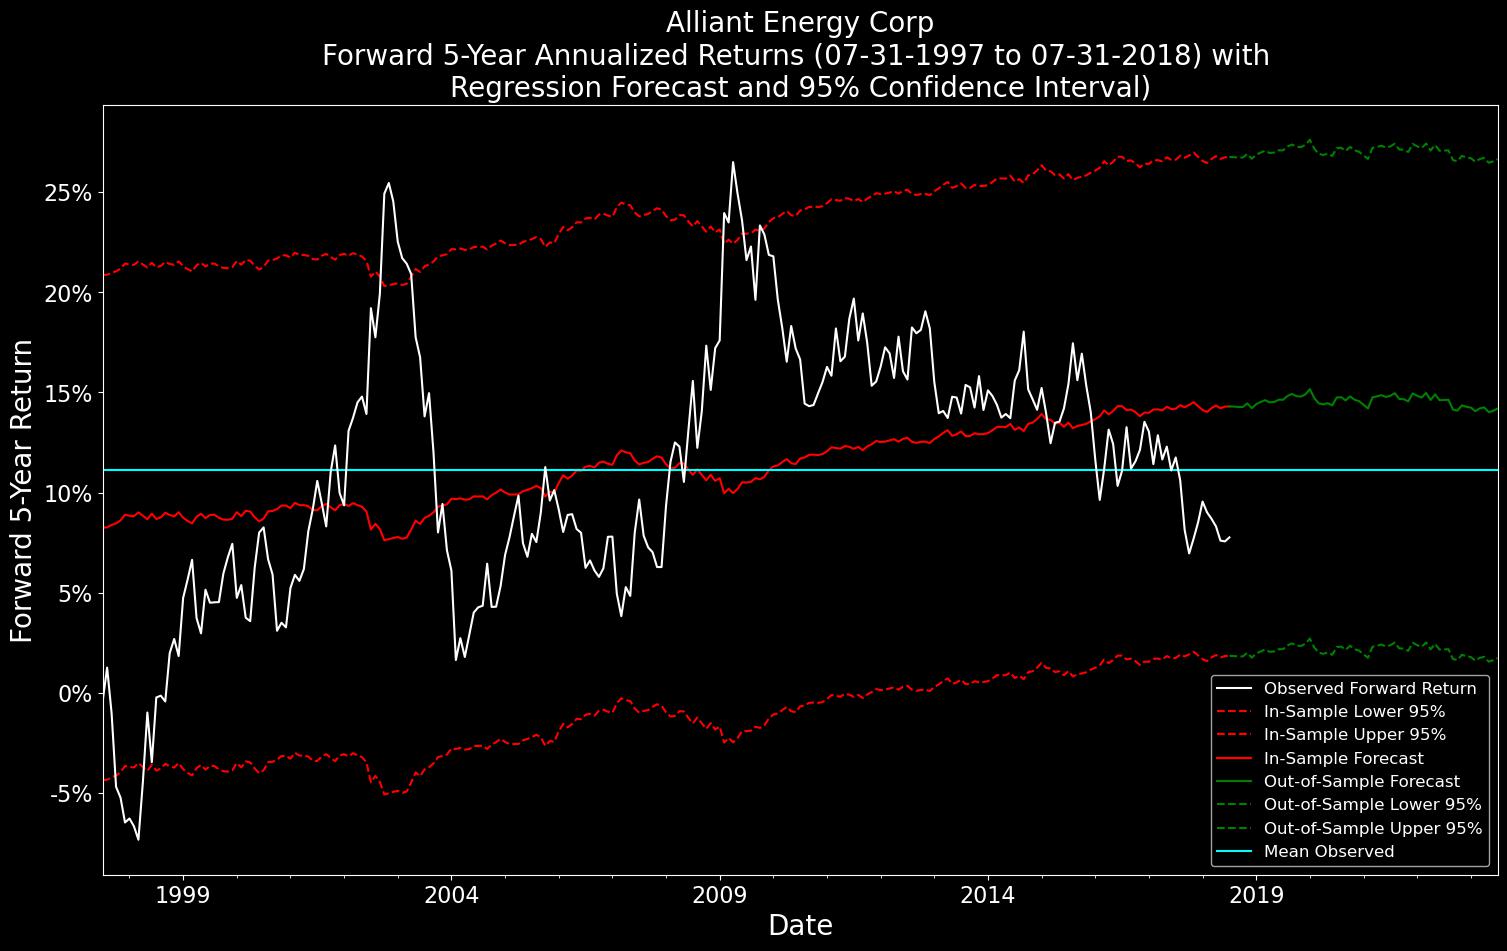 Alliant Energy Corp
Forward 5-Year Annualized Returns (07-31-1997 to 07-31-2018) with
Regression Forecast and 95% Confidence Interval)
Forward 5-Year Return
25%
20%
15%
10%
5%
0%
-5%
1999
2004
2009
2014
2019
Date
Observed Forward Return
In-Sample Lower 95%
In-Sample Upper 95%
In-Sample Forecast
Out-of-Sample Forecast
Out-of-Sample Lower 95%
Out-of-Sample Upper 95%
Mean Observed